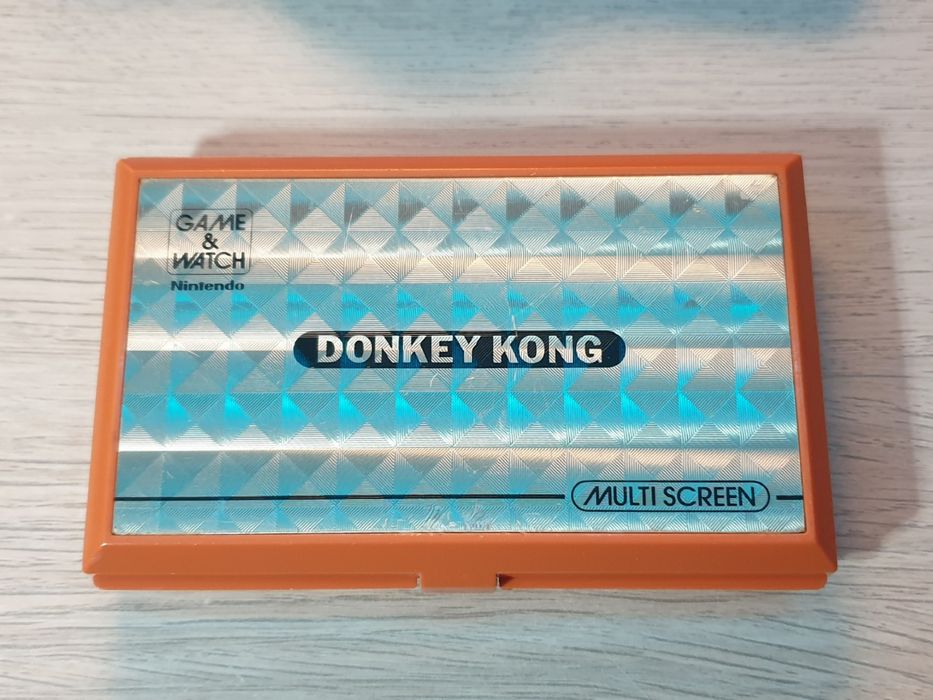 GAME
&
WATCH
Nintendo
DONKEY KONG
MULTI SCREEN